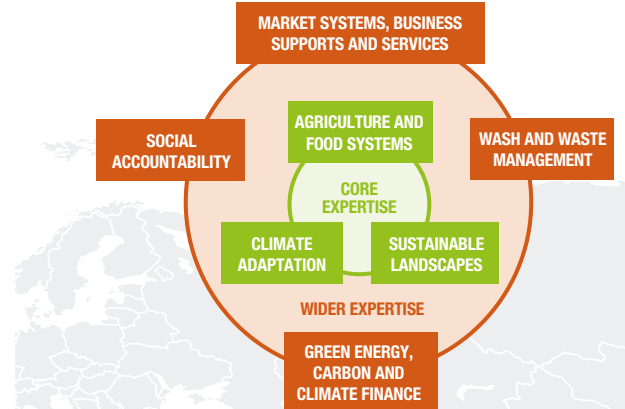 MARKET SYSTEMS, BUSINESS
SUPPORTS AND SERVICES
SOCIAL
ACCOUNTABILITY
AGRICULTURE AND
FOOD SYSTEMS
WASH AND WASTE
MANAGEMENT
CORE
EXPERTISE
CLIMATE
ADAPTATION
SUSTAINABLE
LANDSCAPES
WIDER EXPERTISE
GREEN ENERGY,
CARBON AND
CLIMATE FINANCE